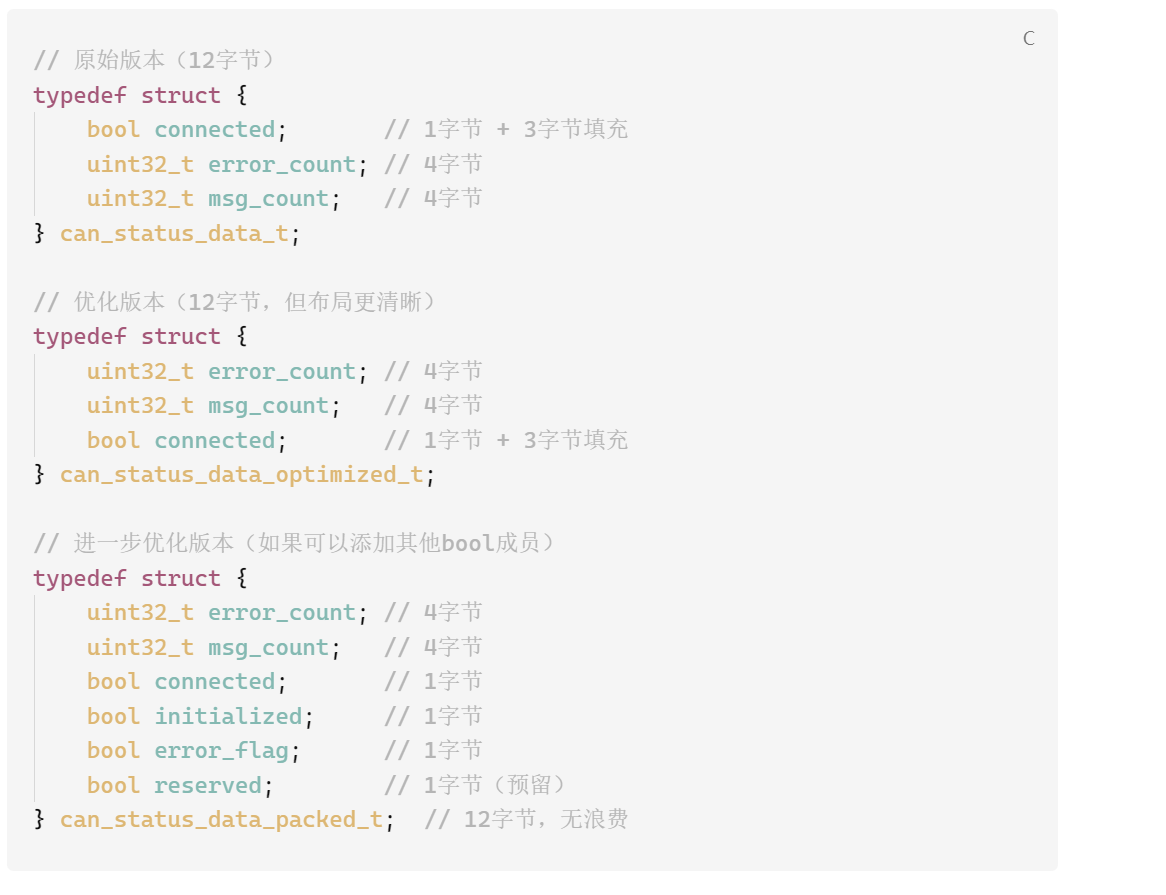 C
// 原始版本（12字节）
typedef struct {
    bool connected;       // 1字节 + 3字节填充
    uint32_t error_count; // 4字节
    uint32_t msg_count;   // 4字节
} can_status_data_t;

// 优化版本（12字节，但布局更清晰）
typedef struct {
    uint32_t error_count; // 4字节
    uint32_t msg_count;   // 4字节
    bool connected;       // 1字节 + 3字节填充
} can_status_data_optimized_t;

// 进一步优化版本（如果可以添加其他bool成员）
typedef struct {
    uint32_t error_count; // 4字节
    uint32_t msg_count;   // 4字节
    bool connected;       // 1字节
    bool initialized;     // 1字节
    bool error_flag;      // 1字节
    bool reserved;        // 1字节（预留）
} can_status_data_packed_t;  // 12字节，无浪费